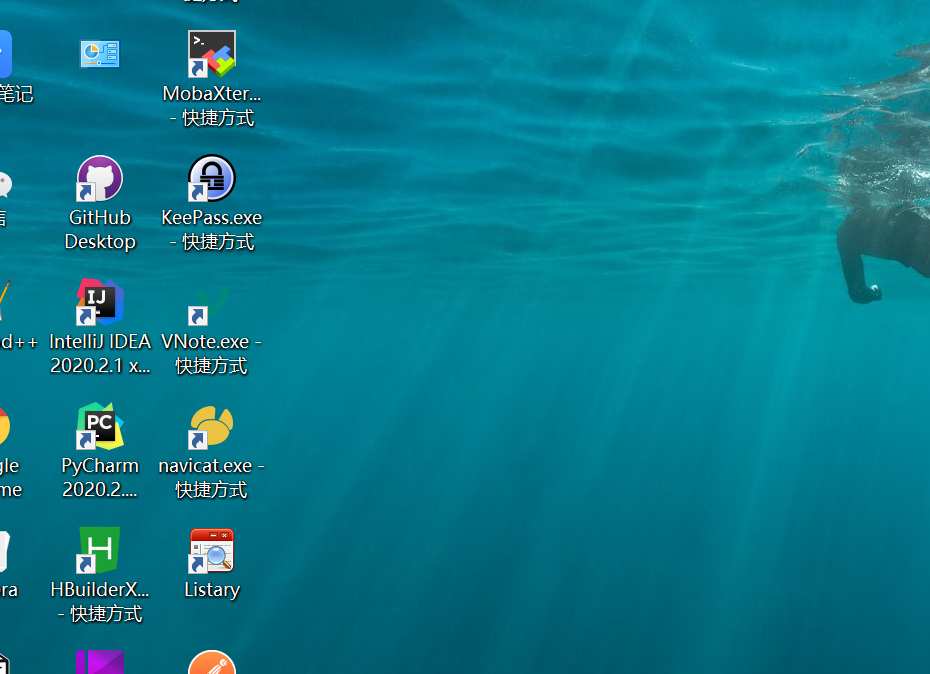 笔记
MobaXter...
- 快捷方式
信
GitHub
Desktop
KeePass.exe
- 快捷方式
d++
IJ
IntelliJ IDEA
2020.2.1 x...
VNote.exe -
快捷方式
gle
me
PC
PyCharm
2020.2....
navicat.exe -
快捷方式
ra
H
HBuilderX...
- 快捷方式
Listary